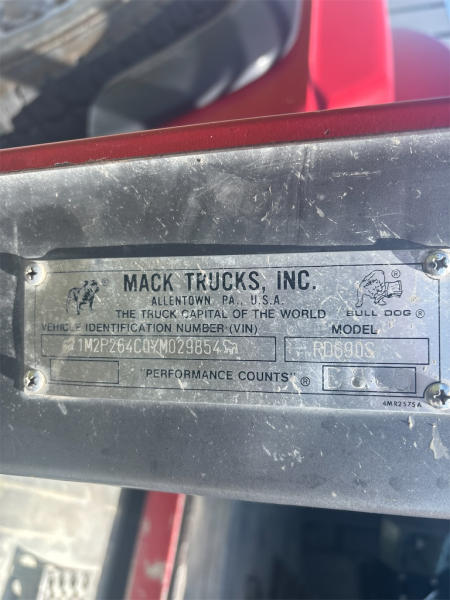 MACK TRUCKS, INC. ®
ALLENTOWN PA., U.S.A.
THE TRUCK CAPITAL OF THE WORLD
BULL DOG ®
VEHICLE IDENTIFICATION NUMBER (VIN) MODEL
RD690S
"PERFORMANCE COUNTS" ®
4MR2575A